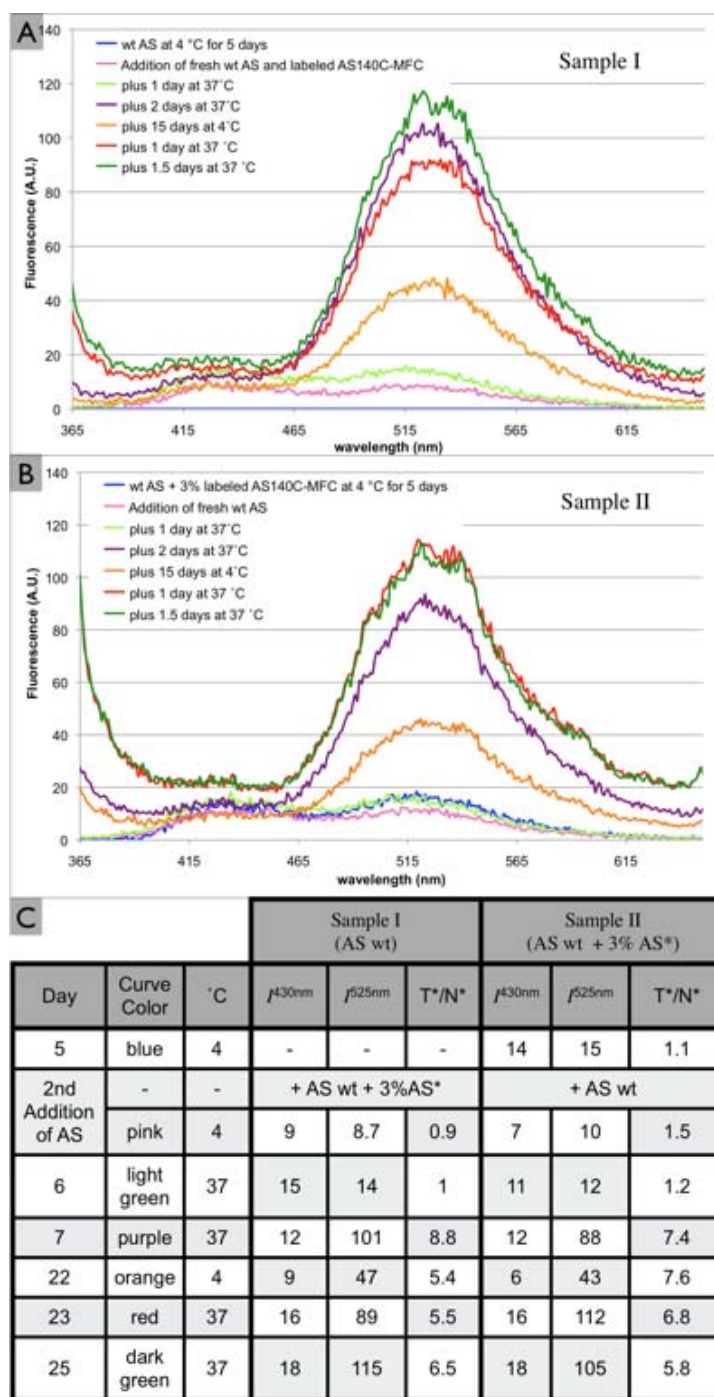 A
140
120
100
80
60
40
20
0
Fluorescence (A.U.)
wt AS at 4 °C for 5 days
Addition of fresh wt AS and labeled AS140C-MFC
plus 1 day at 37˚C
plus 2 days at 37˚C
plus 15 days at 4˚C
plus 1 day at 37 ˚C
plus 1.5 days at 37 ˚C
Sample I
365 415 465 515 565 615
wavelength (nm)
B
140
120
100
80
60
40
20
0
Fluorescence (A.U.)
wt AS + 3% labeled AS140C-MFC at 4 °C for 5 days
Addition of fresh wt AS
plus 1 day at 37˚C
plus 2 days at 37˚C
plus 15 days at 4˚C
plus 1 day at 37 ˚C
plus 1.5 days at 37 ˚C
Sample II
365 415 465 515 565 615
wavelength (nm)
C
Sample I (AS wt) Sample II (AS wt + 3% AS*)
Day Curve Color ˚C I430nm I525nm T*/N* I430nm I525nm T*/N*
5 blue 4 - - - 14 15 1.1
2nd Addition of AS - - + AS wt + 3%AS* + AS wt
pink 4 9 8.7 0.9 7 10 1.5
6 light green 37 15 14 1 11 12 1.2
7 purple 37 12 101 8.8 12 88 7.4
22 orange 4 9 47 5.4 6 43 7.6
23 red 37 16 89 5.5 16 112 6.8
25 dark green 37 18 115 6.5 18 105 5.8